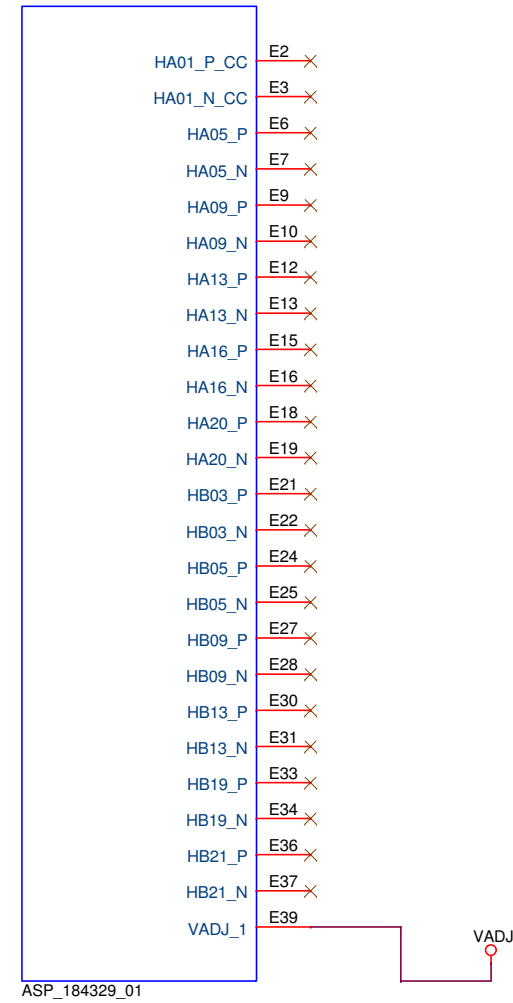 HA01_P_CC E2
HA01_N_CC E3
HA05_P E6
HA05_N E7
HA09_P E9
HA09_N E10
HA13_P E12
HA13_N E13
HA16_P E15
HA16_N E16
HA20_P E18
HA20_N E19
HB03_P E21
HB03_N E22
HB05_P E24
HB05_N E25
HB09_P E27
HB09_N E28
HB13_P E30
HB13_N E31
HB19_P E33
HB19_N E34
HB21_P E36
HB21_N E37
VADJ_1 E39
VADJ
ASP_184329_01